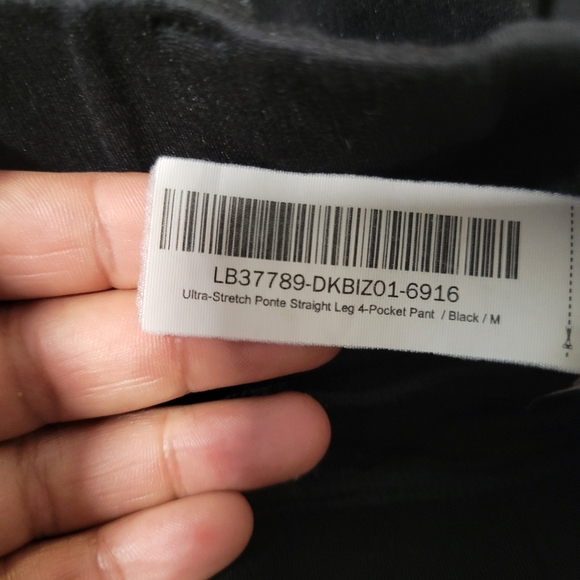 LB37789-DKBIZ01-6916
Ultra-Stretch Ponte Straight Leg 4-Pocket Pant / Black / M